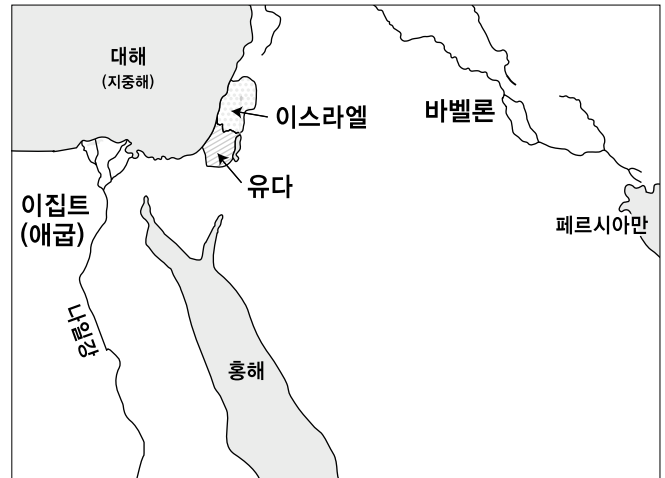 대해
(지중해)
이스라엘
바벨론
유다
이집트
(애굽)
페르시아만
나일강
홍해